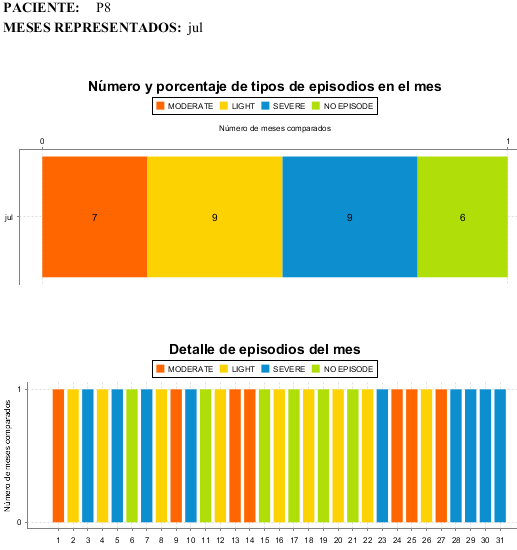 PACIENTE: P8
MESES REPRESENTADOS: jul
Número y porcentaje de tipos de episodios en el mes
MODERATE LIGHT SEVERE NO EPISODE
Número de meses comparados
0 1
jul 7 9 9 6
Detalle de episodios del mes
MODERATE LIGHT SEVERE NO EPISODE
Número de meses comparados
1
0
1 2 3 4 5 6 7 8 9 10 11 12 13 14 15 16 17 18 19 20 21 22 23 24 25 26 27 28 29 30 31